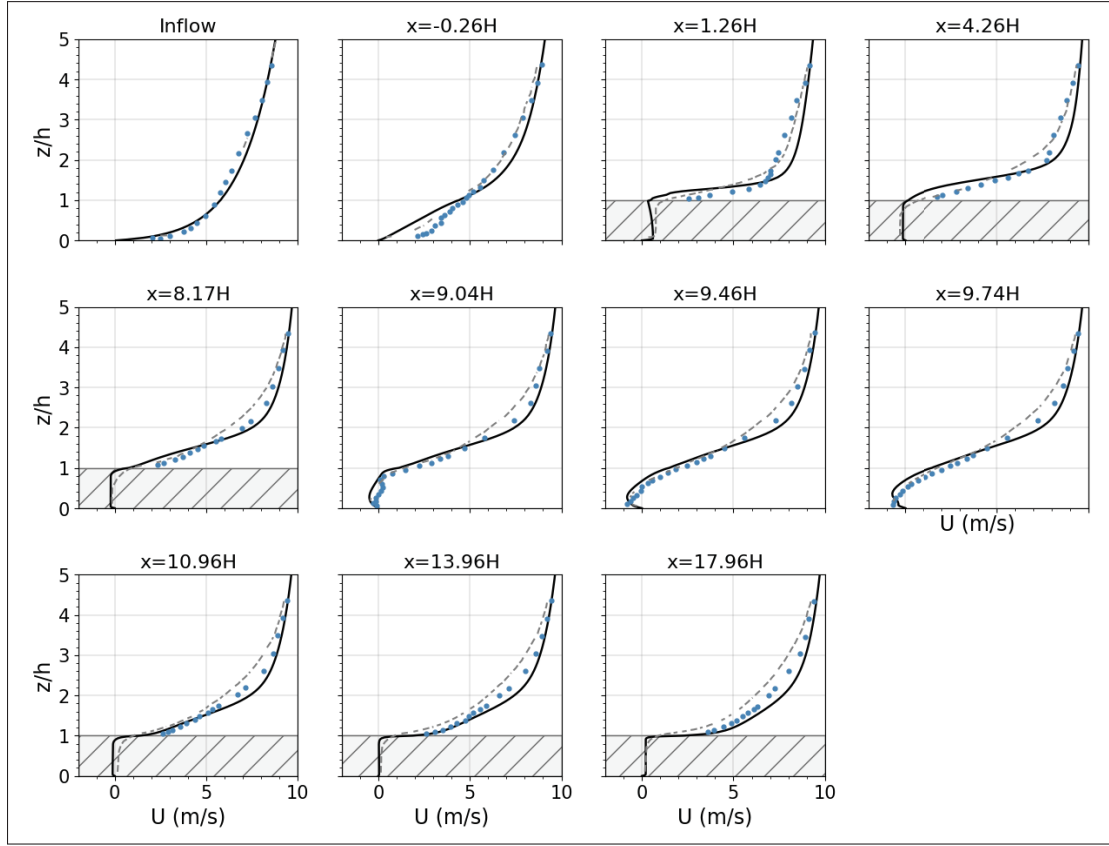 Inflow x=-0.26H x=1.26H x=4.26H
5
4
3
2
1
0
z/h
x=8.17H x=9.04H x=9.46H x=9.74H
5
4
3
2
1
0
z/h
U (m/s)
x=10.96H x=13.96H x=17.96H
5
4
3
2
1
0
z/h
0 5 10 0 5 10 0 5 10
U (m/s) U (m/s) U (m/s)